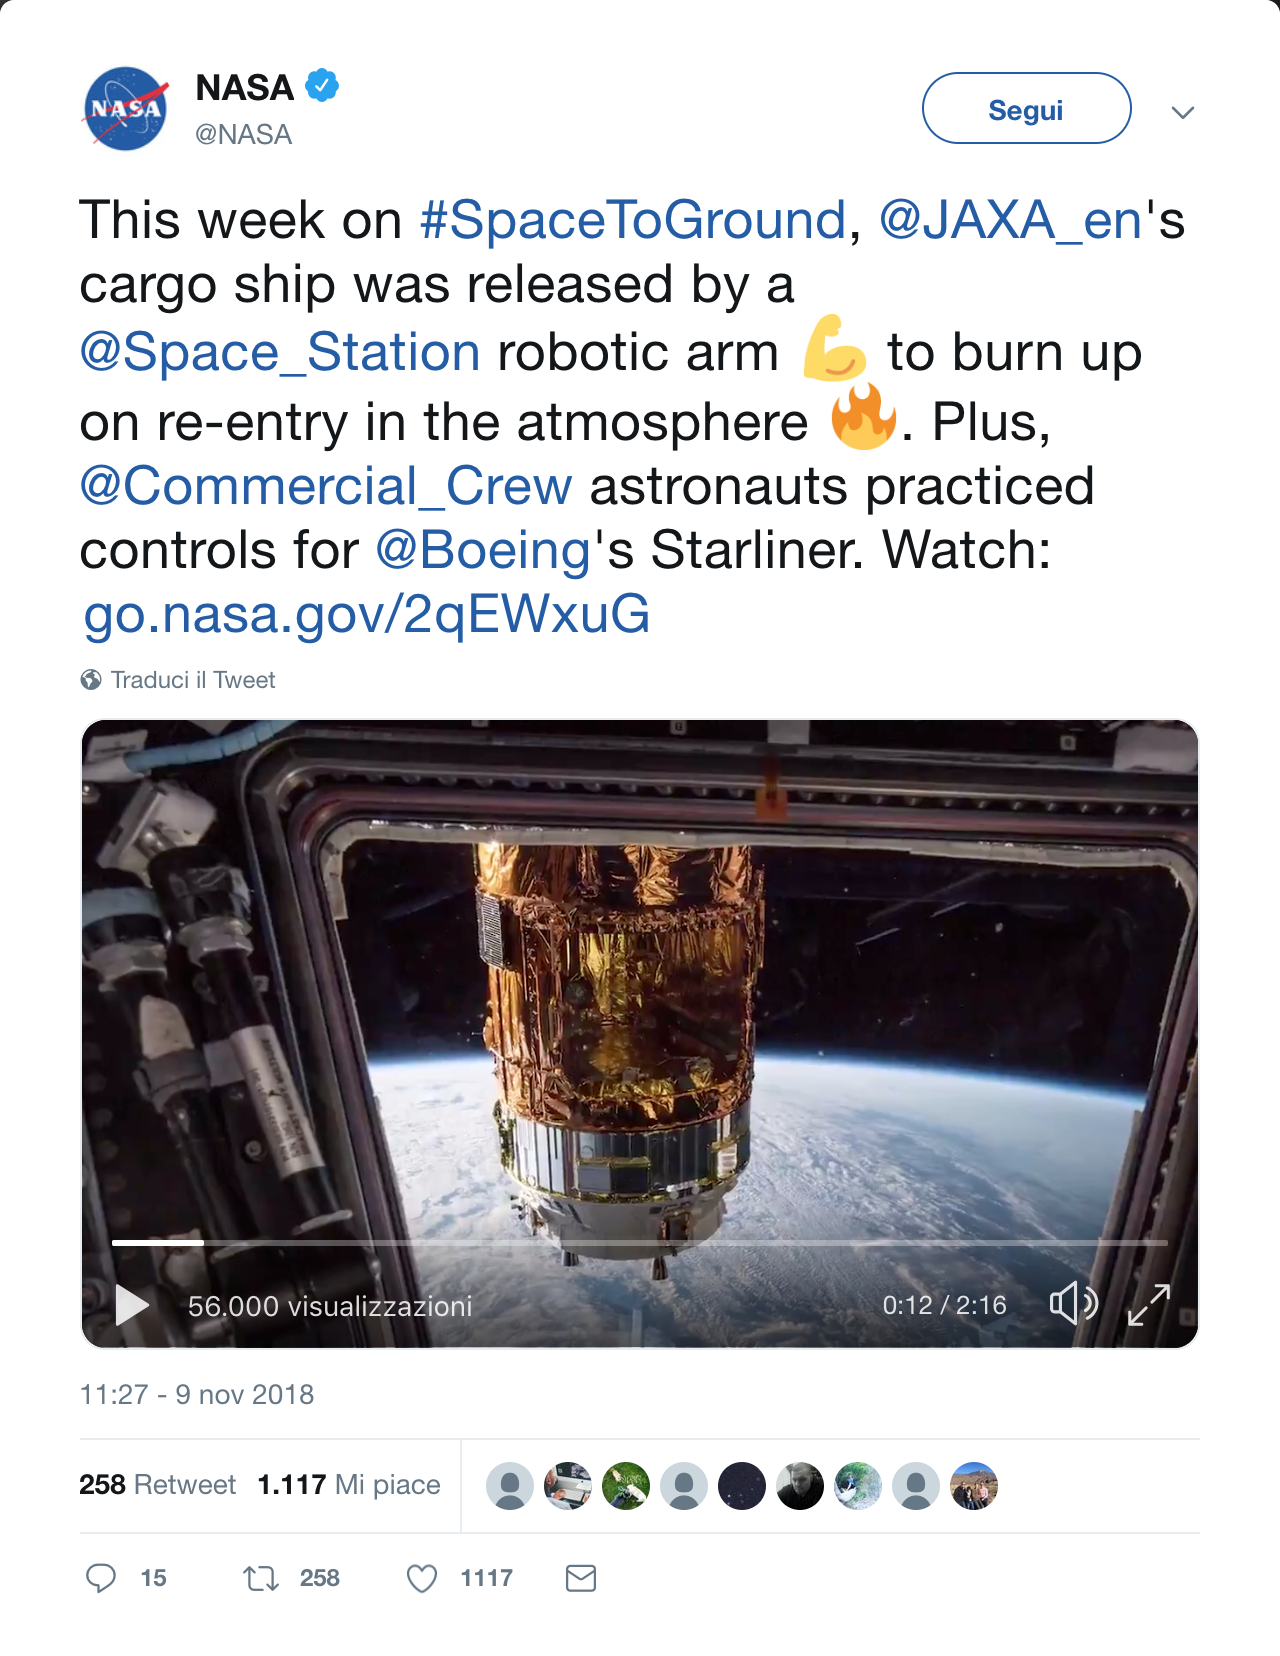 NASA
NASA
@NASA
Segui
This week on #SpaceToGround, @JAXA_en's
cargo ship was released by a
@Space_Station robotic arm 💪 to burn up
on re-entry in the atmosphere 🔥. Plus,
@Commercial_Crew astronauts practiced
controls for @Boeing's Starliner. Watch:
go.nasa.gov/2qEWxuG
Traduci il Tweet
56.000 visualizzazioni
0:12 / 2:16
11:27 - 9 nov 2018
258 Retweet 1.117 Mi piace
15 258 1117